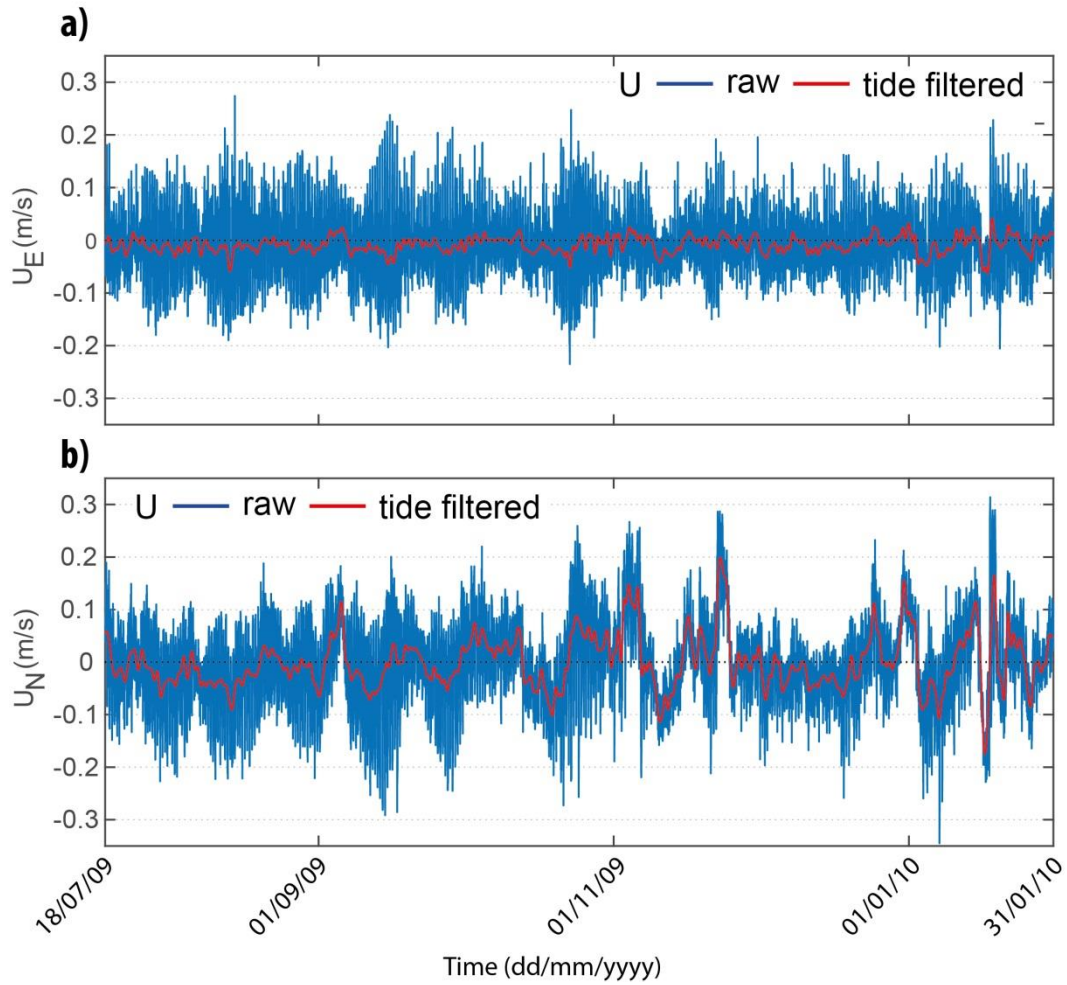 a)
U raw tide filtered
0.3
0.2
0.1
0
-0.1
-0.2
-0.3
U_E(m/s)
b)
U raw tide filtered
0.3
0.2
0.1
0
-0.1
-0.2
-0.3
U_N(m/s)
18/07/09 01/09/09 01/11/09 01/01/10 31/01/10
Time (dd/mm/yyyy)